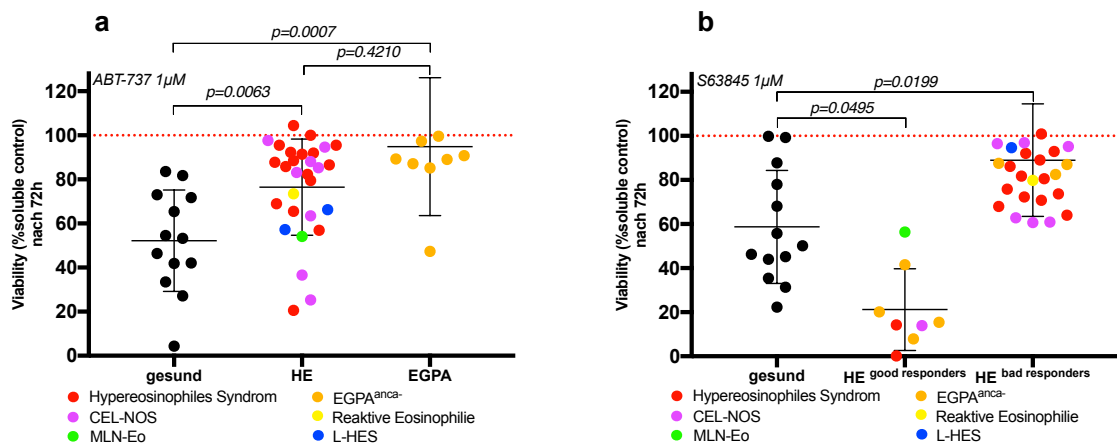 a
p=0.0007
p=0.4210
ABT-737 1µM
p=0.0063
120
100
80
60
40
20
0
Viability (%soluble control)
nach 72h
gesund HE EGPA
Hypereosinophiles Syndrom
CEL-NOS
MLN-Eo
EGPAanca-
Reaktive Eosinophilie
L-HES
b
S63845 1µM
p=0.0199
p=0.0495
120
100
80
60
40
20
0
Viability (%soluble control)
nach 72h
gesund HE good responders HE bad responders
Hypereosinophiles Syndrom
CEL-NOS
MLN-Eo
EGPAanca-
Reaktive Eosinophilie
L-HES